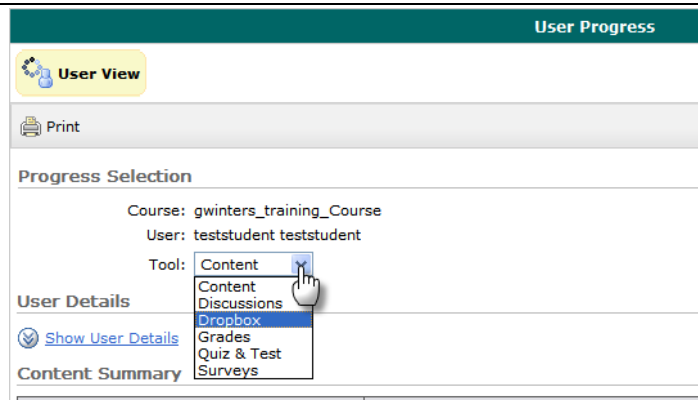 User Progress
User View
Print
Progress Selection
Course: gwinters_training_Course
User: teststudent teststudent
Tool: Content
Content
Discussions
Dropbox
Grades
Quiz & Test
Surveys
User Details
Show User Details
Content Summary